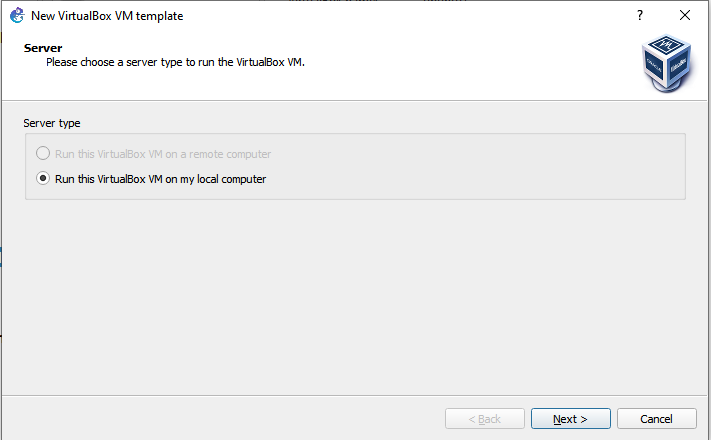 New VirtualBox VM template
?
Server
Please choose a server type to run the VirtualBox VM.
Server type
Run this VirtualBox VM on a remote computer
Run this VirtualBox VM on my local computer
< Back
Next >
Cancel